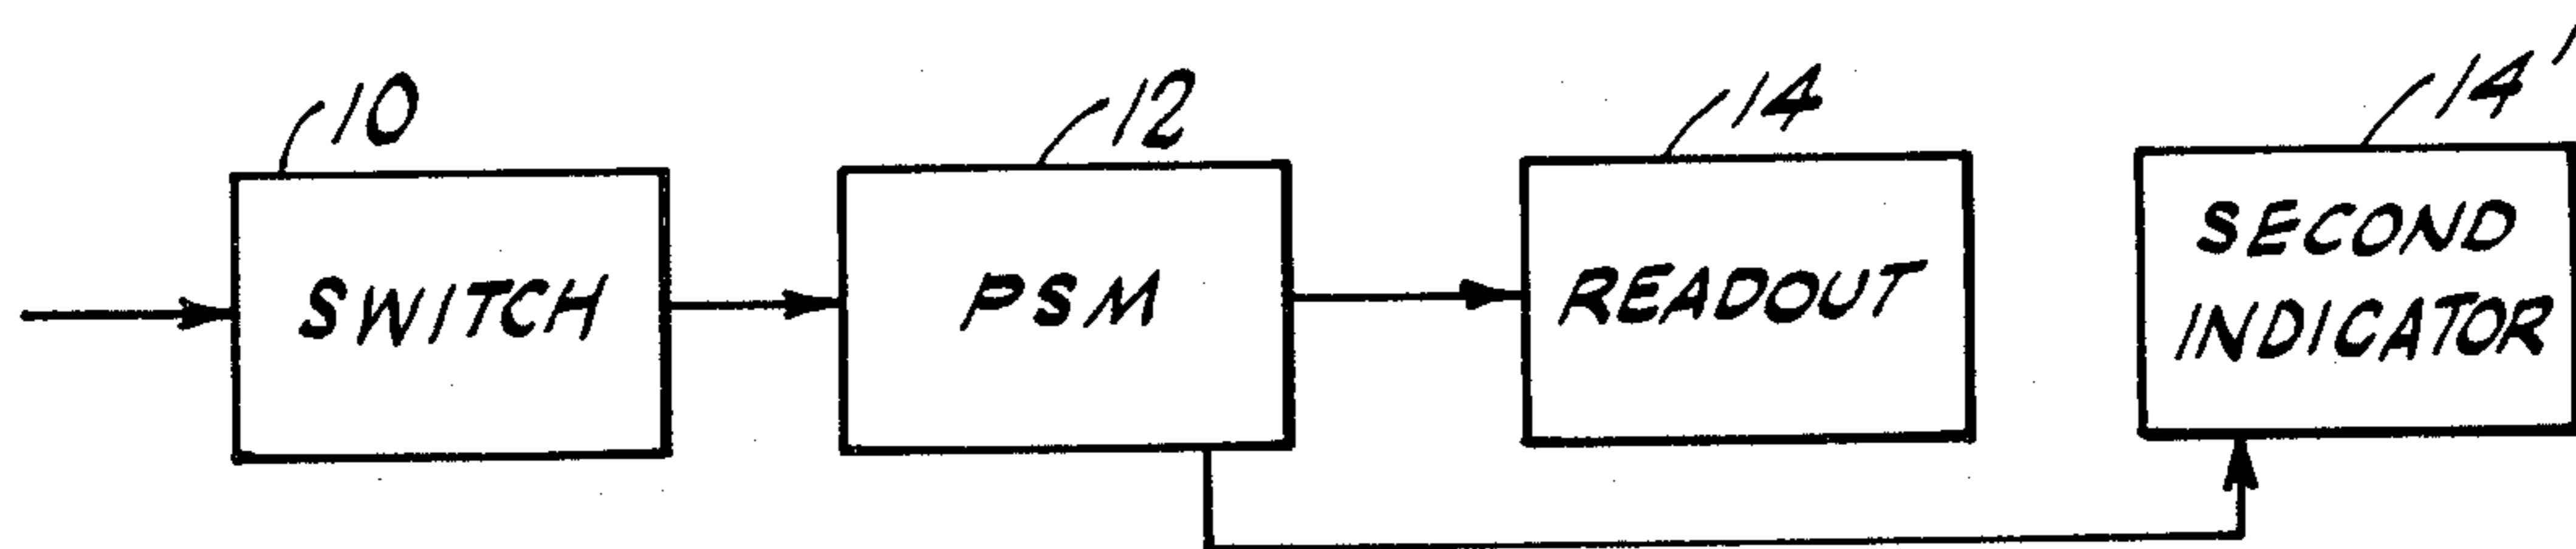 10
12
14
14'
SWITCH
PSM
READOUT
SECOND
INDICATOR